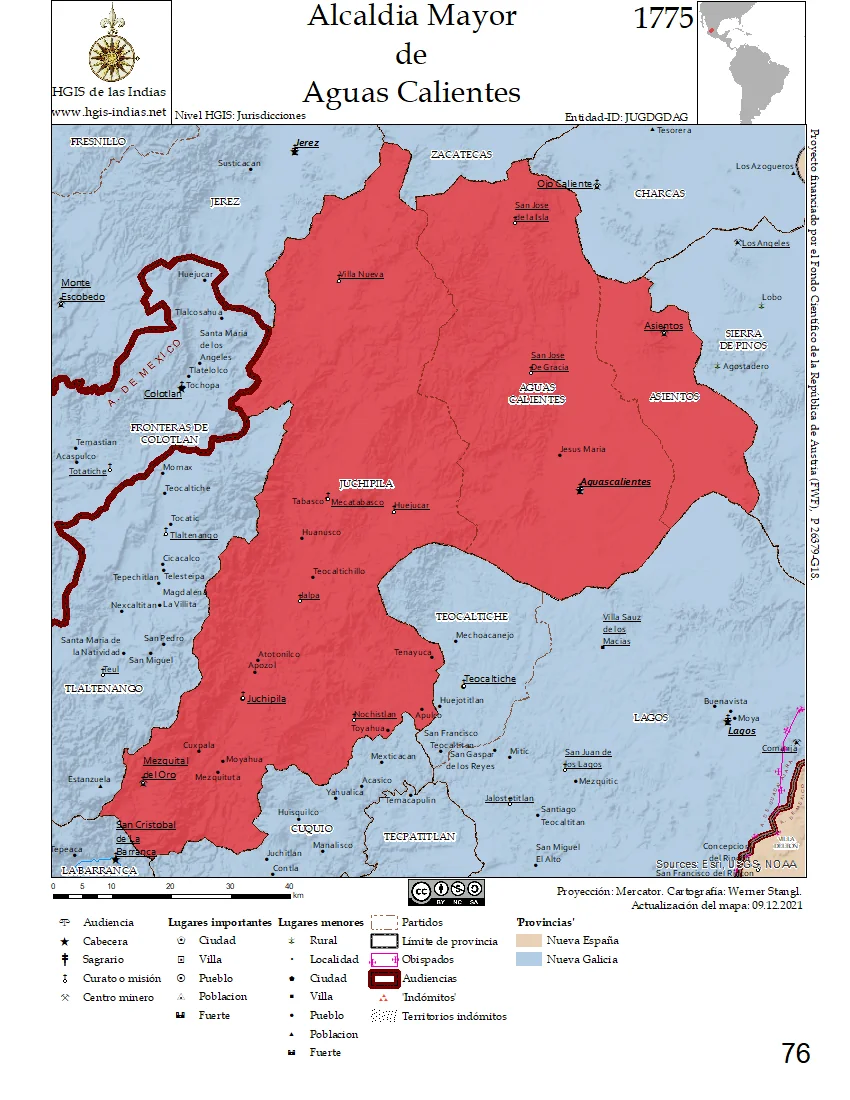 Alcaldia Mayor
de
Aguas Calientes
1775
HGIS de las Indias
www.hgis-indias.net
Nivel HGIS: Jurisdicciones
Entidad-ID: JUGDGDAG
Proyecto financiado por el Fondo Científico de la República de Austria (FWF), P 26379-G18.
FRESNILLO
Jerez
Susticacan
ZACATECAS
Tesorera
Los Azogueros
JEREZ
Ojo Caliente
CHARCAS
San Jose
de la Isla
Los Angeles
Huejucar
Villa Nueva
Monte
Escobedo
Lobo
Tlalcosahua
Asientos
SIERRA
DE PINOS
Santa Maria
de los
Angeles
A. DE MEXICO
Tlatelolco
San Jose
De Gracia
Agostadero
Tochopa
Colotlan
AGUAS
CALIENTES
ASIENTOS
FRONTERAS DE
COLOTLAN
Temastian
Acaspulco
Totatiche
Jesus Maria
Momax
Teocaltiche
JUCHIPILA
Aguascalientes
Tabasco
Mecatabasco
Huejucar
Tocatic
Tlaltenango
Huanusco
Cicacalco
Tepechitlan
Telesteipa
Teocaltichillo
Magdalena
Jalpa
Nexcaltitan
La Villita
TEOCALTICHE
Villa Sauz
de los
Macias
Santa Maria de
la Natividad
San Pedro
Mechoacanejo
San Miguel
Atotonilco
Apozol
Tenayuca
Teul
Teocaltiche
TLALTENANGO
Juchipila
Huejotitlan
Buenavista
Nochistlan
Apulco
LAGOS
Moya
Lagos
Toyahua
San Francisco
Teocaltitan
Cuxpala
Mexticacan
San Gaspar
de los Reyes
Mitic
San Juan de
los Lagos
Comanja
Mezquital
del Oro
Moyahua
Mezquituta
Estanzuela
Acasico
Mezquitic
Yahualica
Temacapulin
Jalostotitlan
Huisquilco
Santiago
Teocaltitan
San Cristobal
de La
Barranca
CUQUIO
TECPATITLAN
VILLA
DE LEON
Tepeaca
Manalisco
Juchitlan
San Miguel
El Alto
Concepcion
del Rincon
Contla
LA BARRANCA
Sources: Esri, USGS, NOAA
San Francisco del Rincon
0 5 10 20 30 40
km
CC BY NC SA
Proyección: Mercator. Cartografía: Werner Stangl.
Actualización del mapa: 09.12.2021
Audiencia
Cabecera
Sagrario
Curato o misión
Centro minero
Lugares importantes
Ciudad
Villa
Pueblo
Poblacion
Fuerte
Lugares menores
Rural
Localidad
Ciudad
Villa
Pueblo
Poblacion
Fuerte
Partidos
Límite de provincia
Obispados
Audiencias
'Indómitos'
Territorios indómitos
'Provincias'
Nueva España
Nueva Galicia
76